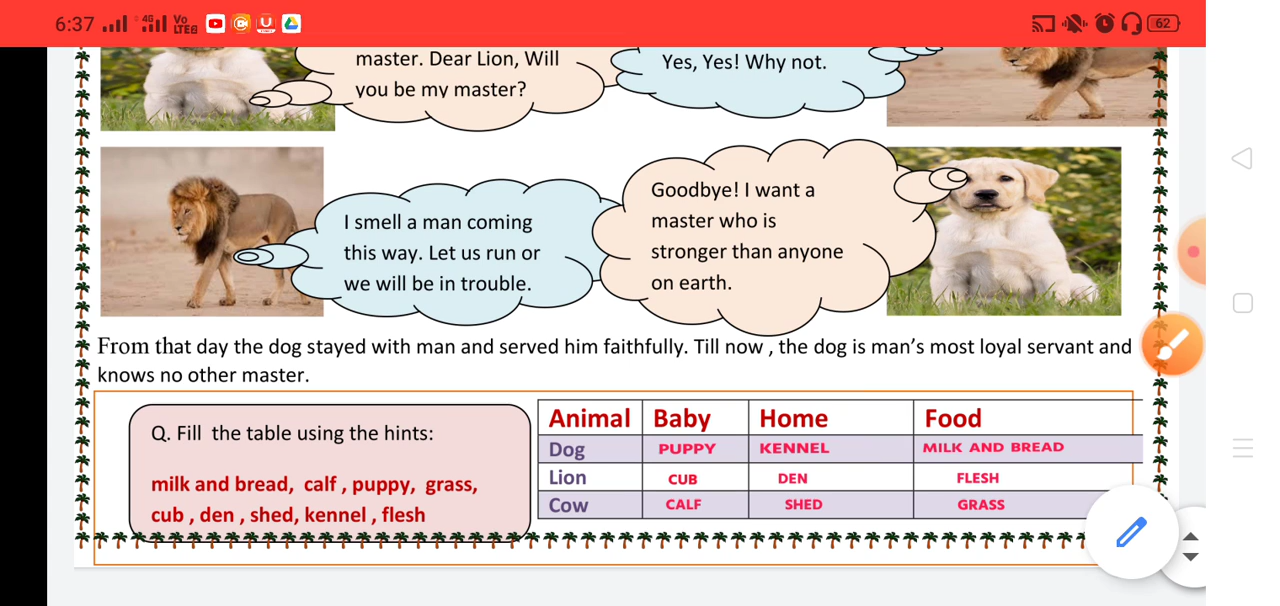 6:37 4G Vo LTE2 62
master. Dear Lion, Will
you be my master?
Yes, Yes! Why not.
I smell a man coming
this way. Let us run or
we will be in trouble.
Goodbye! I want a
master who is
stronger than anyone
on earth.
From that day the dog stayed with man and served him faithfully. Till now , the dog is man’s most loyal servant and
knows no other master.
Q. Fill the table using the hints:
milk and bread, calf , puppy, grass,
cub , den , shed, kennel , flesh
Animal Baby Home Food
Dog PUPPY KENNEL MILK AND BREAD
Lion CUB DEN FLESH
Cow CALF SHED GRASS